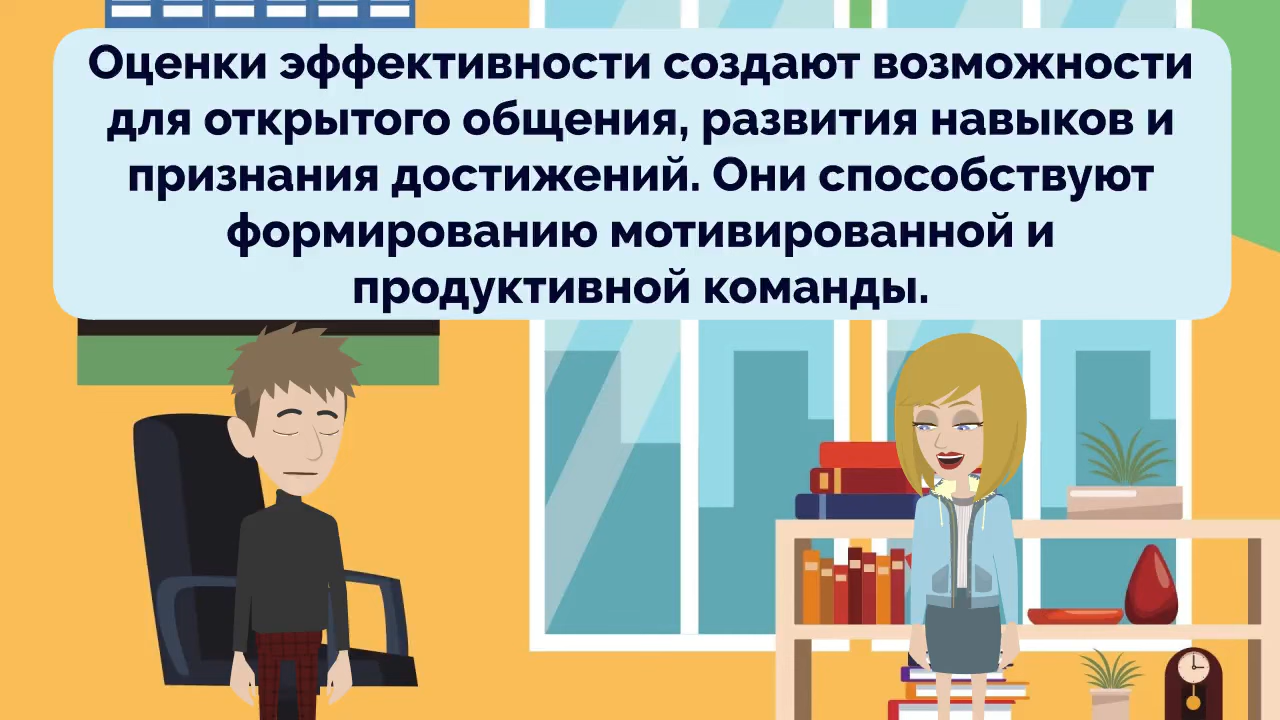 Оценки эффективности создают возможности
для открытого общения, развития навыков и
признания достижений. Они способствуют
формированию мотивированной и
продуктивной команды.